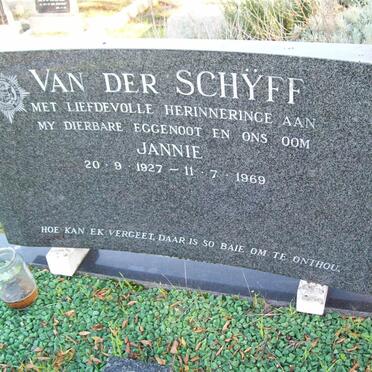 VAN DER SCHŸFF
MET LIEFDEVOLLE HERINNERINGE AAN
MY DIERBARE EGGENOOT EN ONS OOM
JANNIE
20 · 9 · 1927 – 11 · 7 · 1969
HOE KAN EK VERGEET, DAAR IS SO BAIE OM TE ONTHOU.